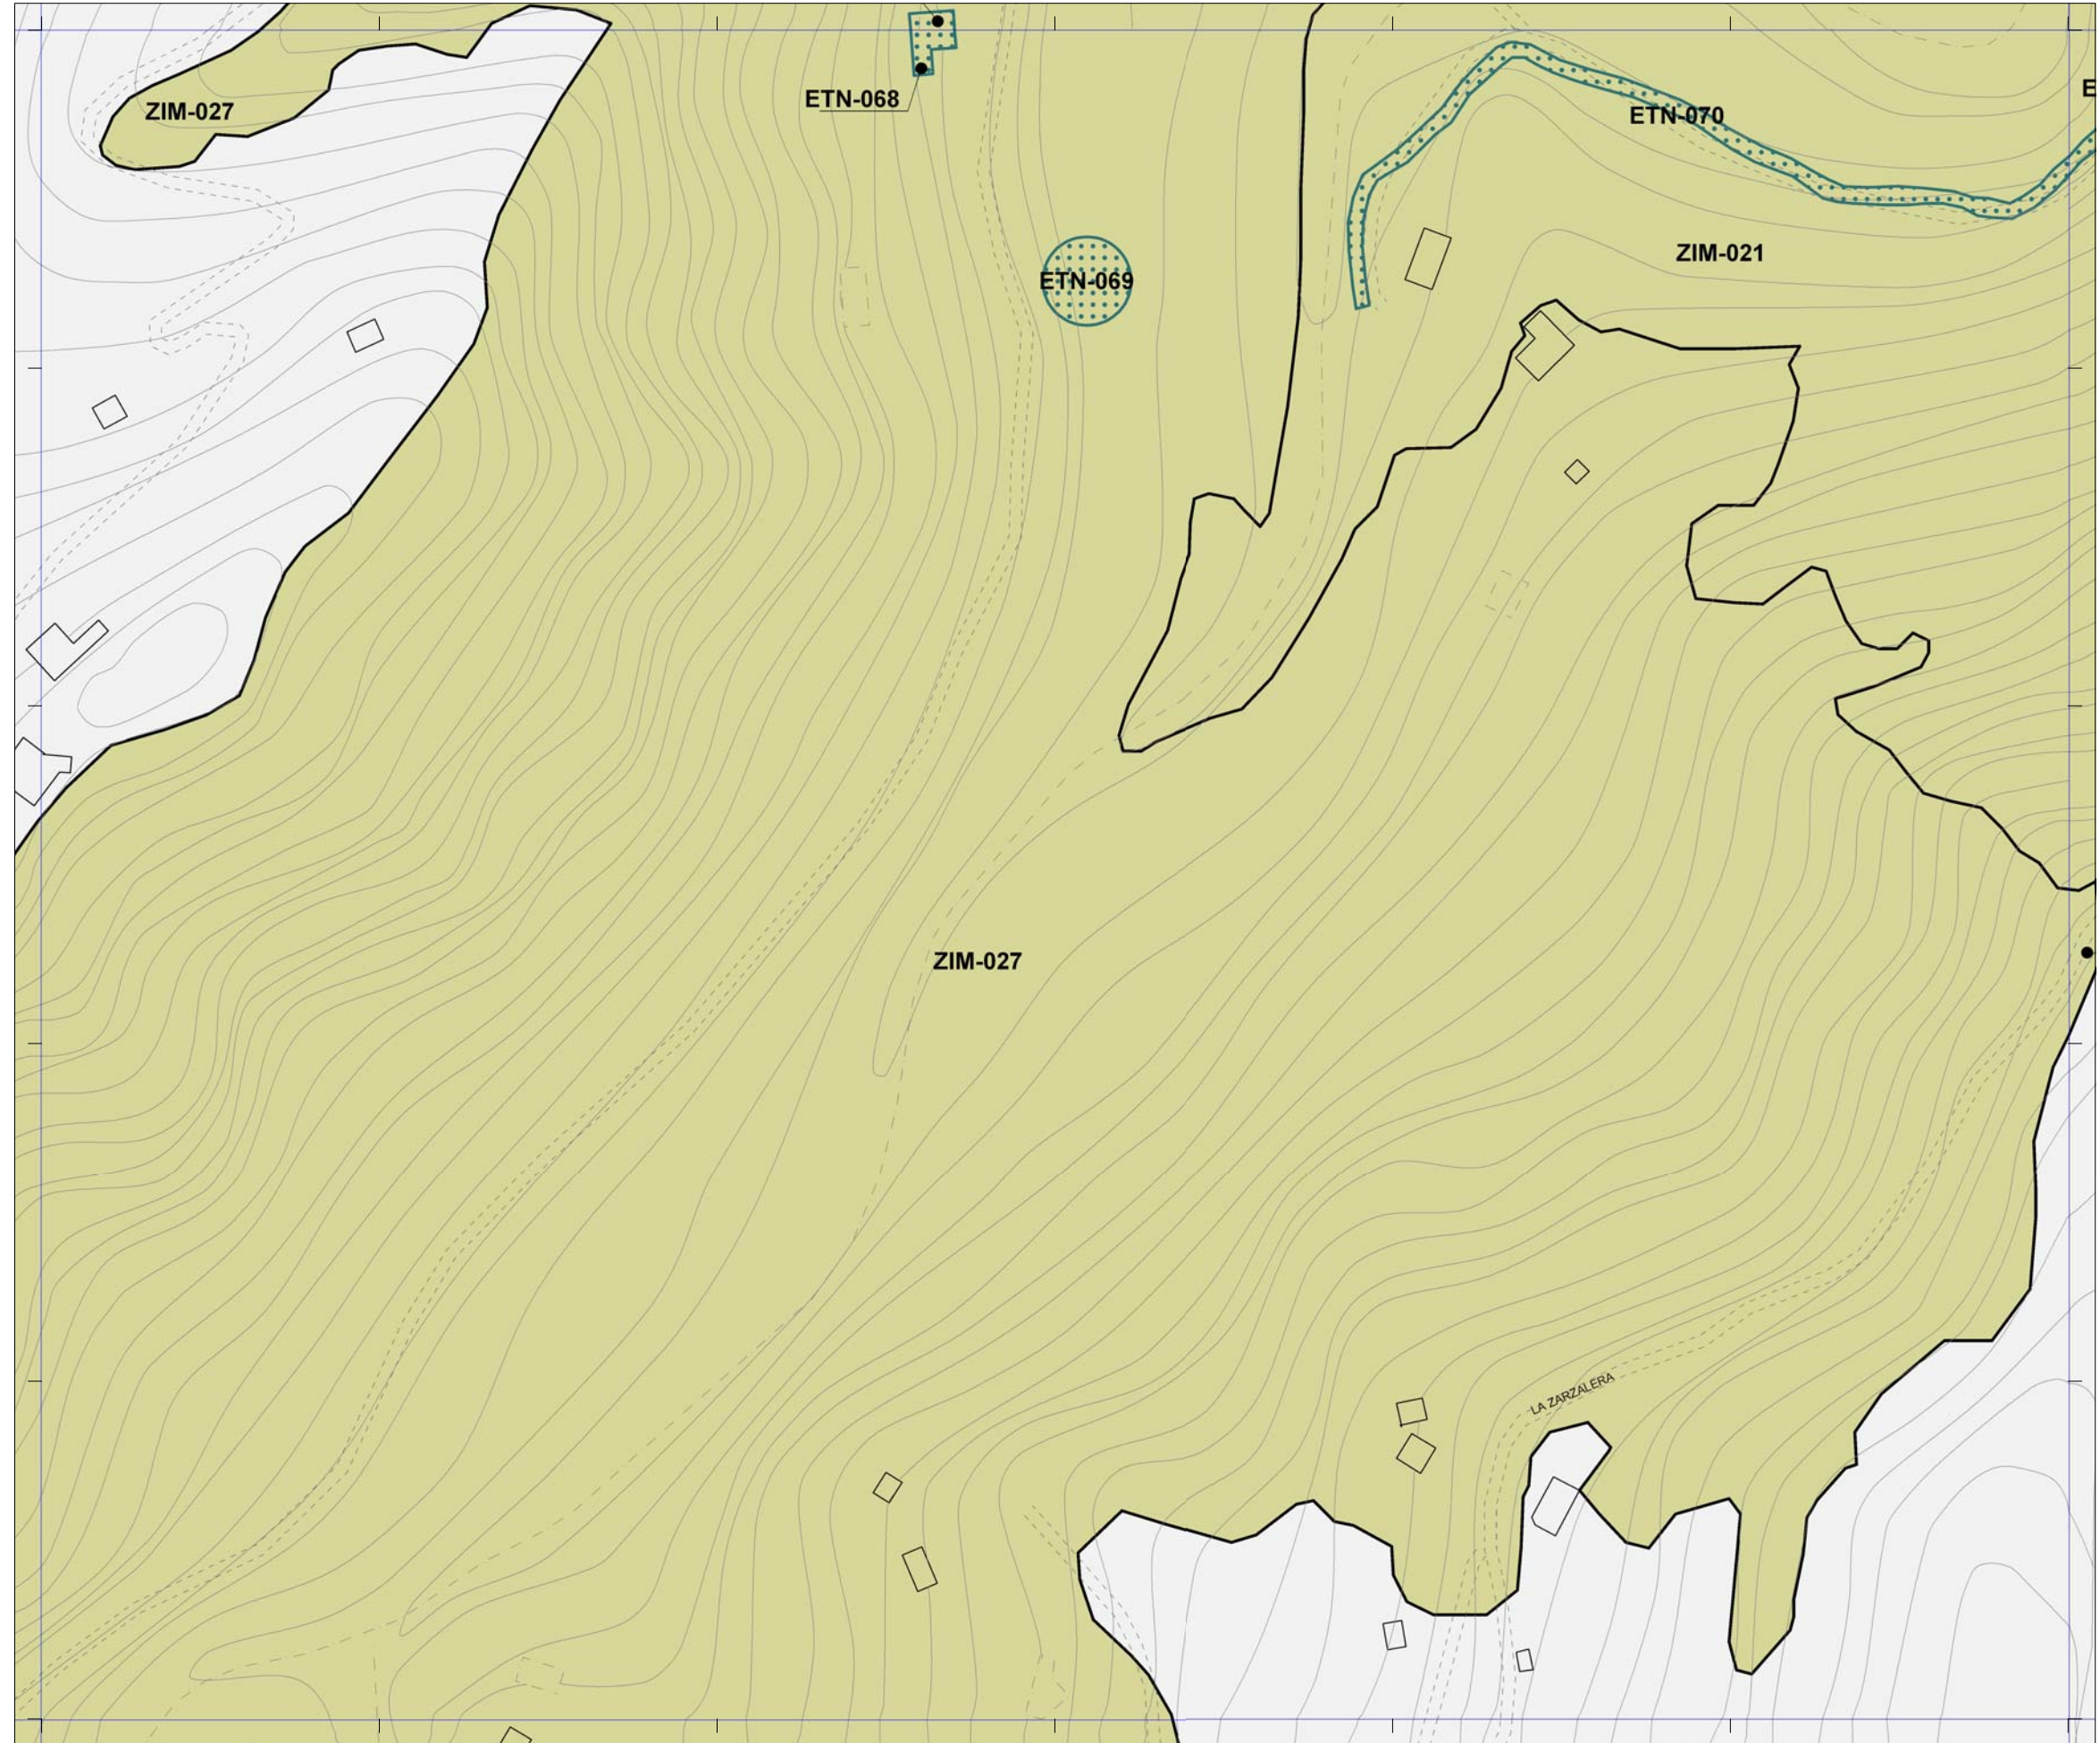 E
ETN-068
ZIM-027
ETN-070
ZIM-021
ETN-069
ZIM-027
LA ZARZALERA